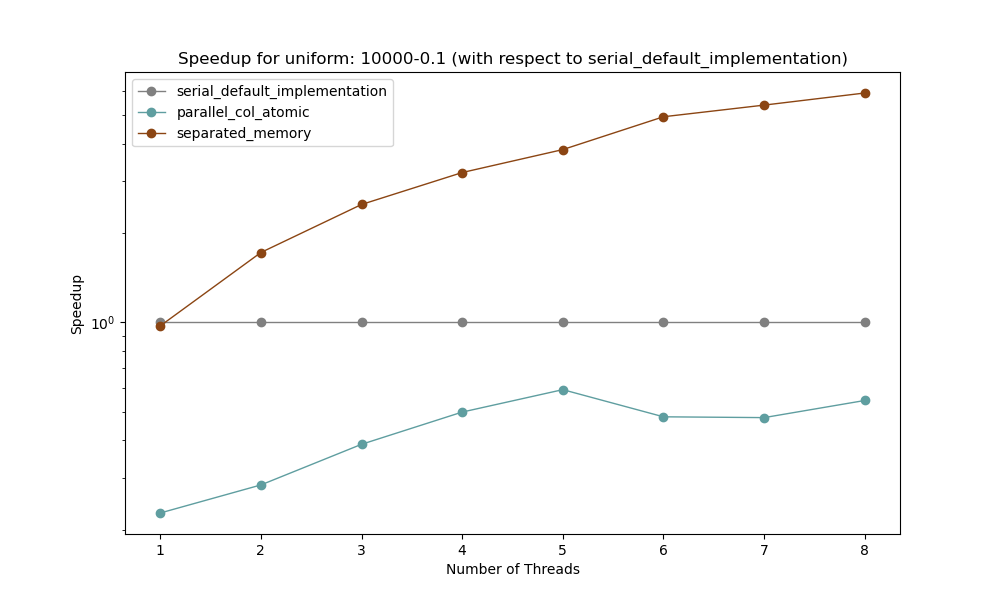 Speedup for uniform: 10000-0.1 (with respect to serial_default_implementation)
serial_default_implementation
parallel_col_atomic
separated_memory
Speedup
10⁰
1 2 3 4 5 6 7 8
Number of Threads